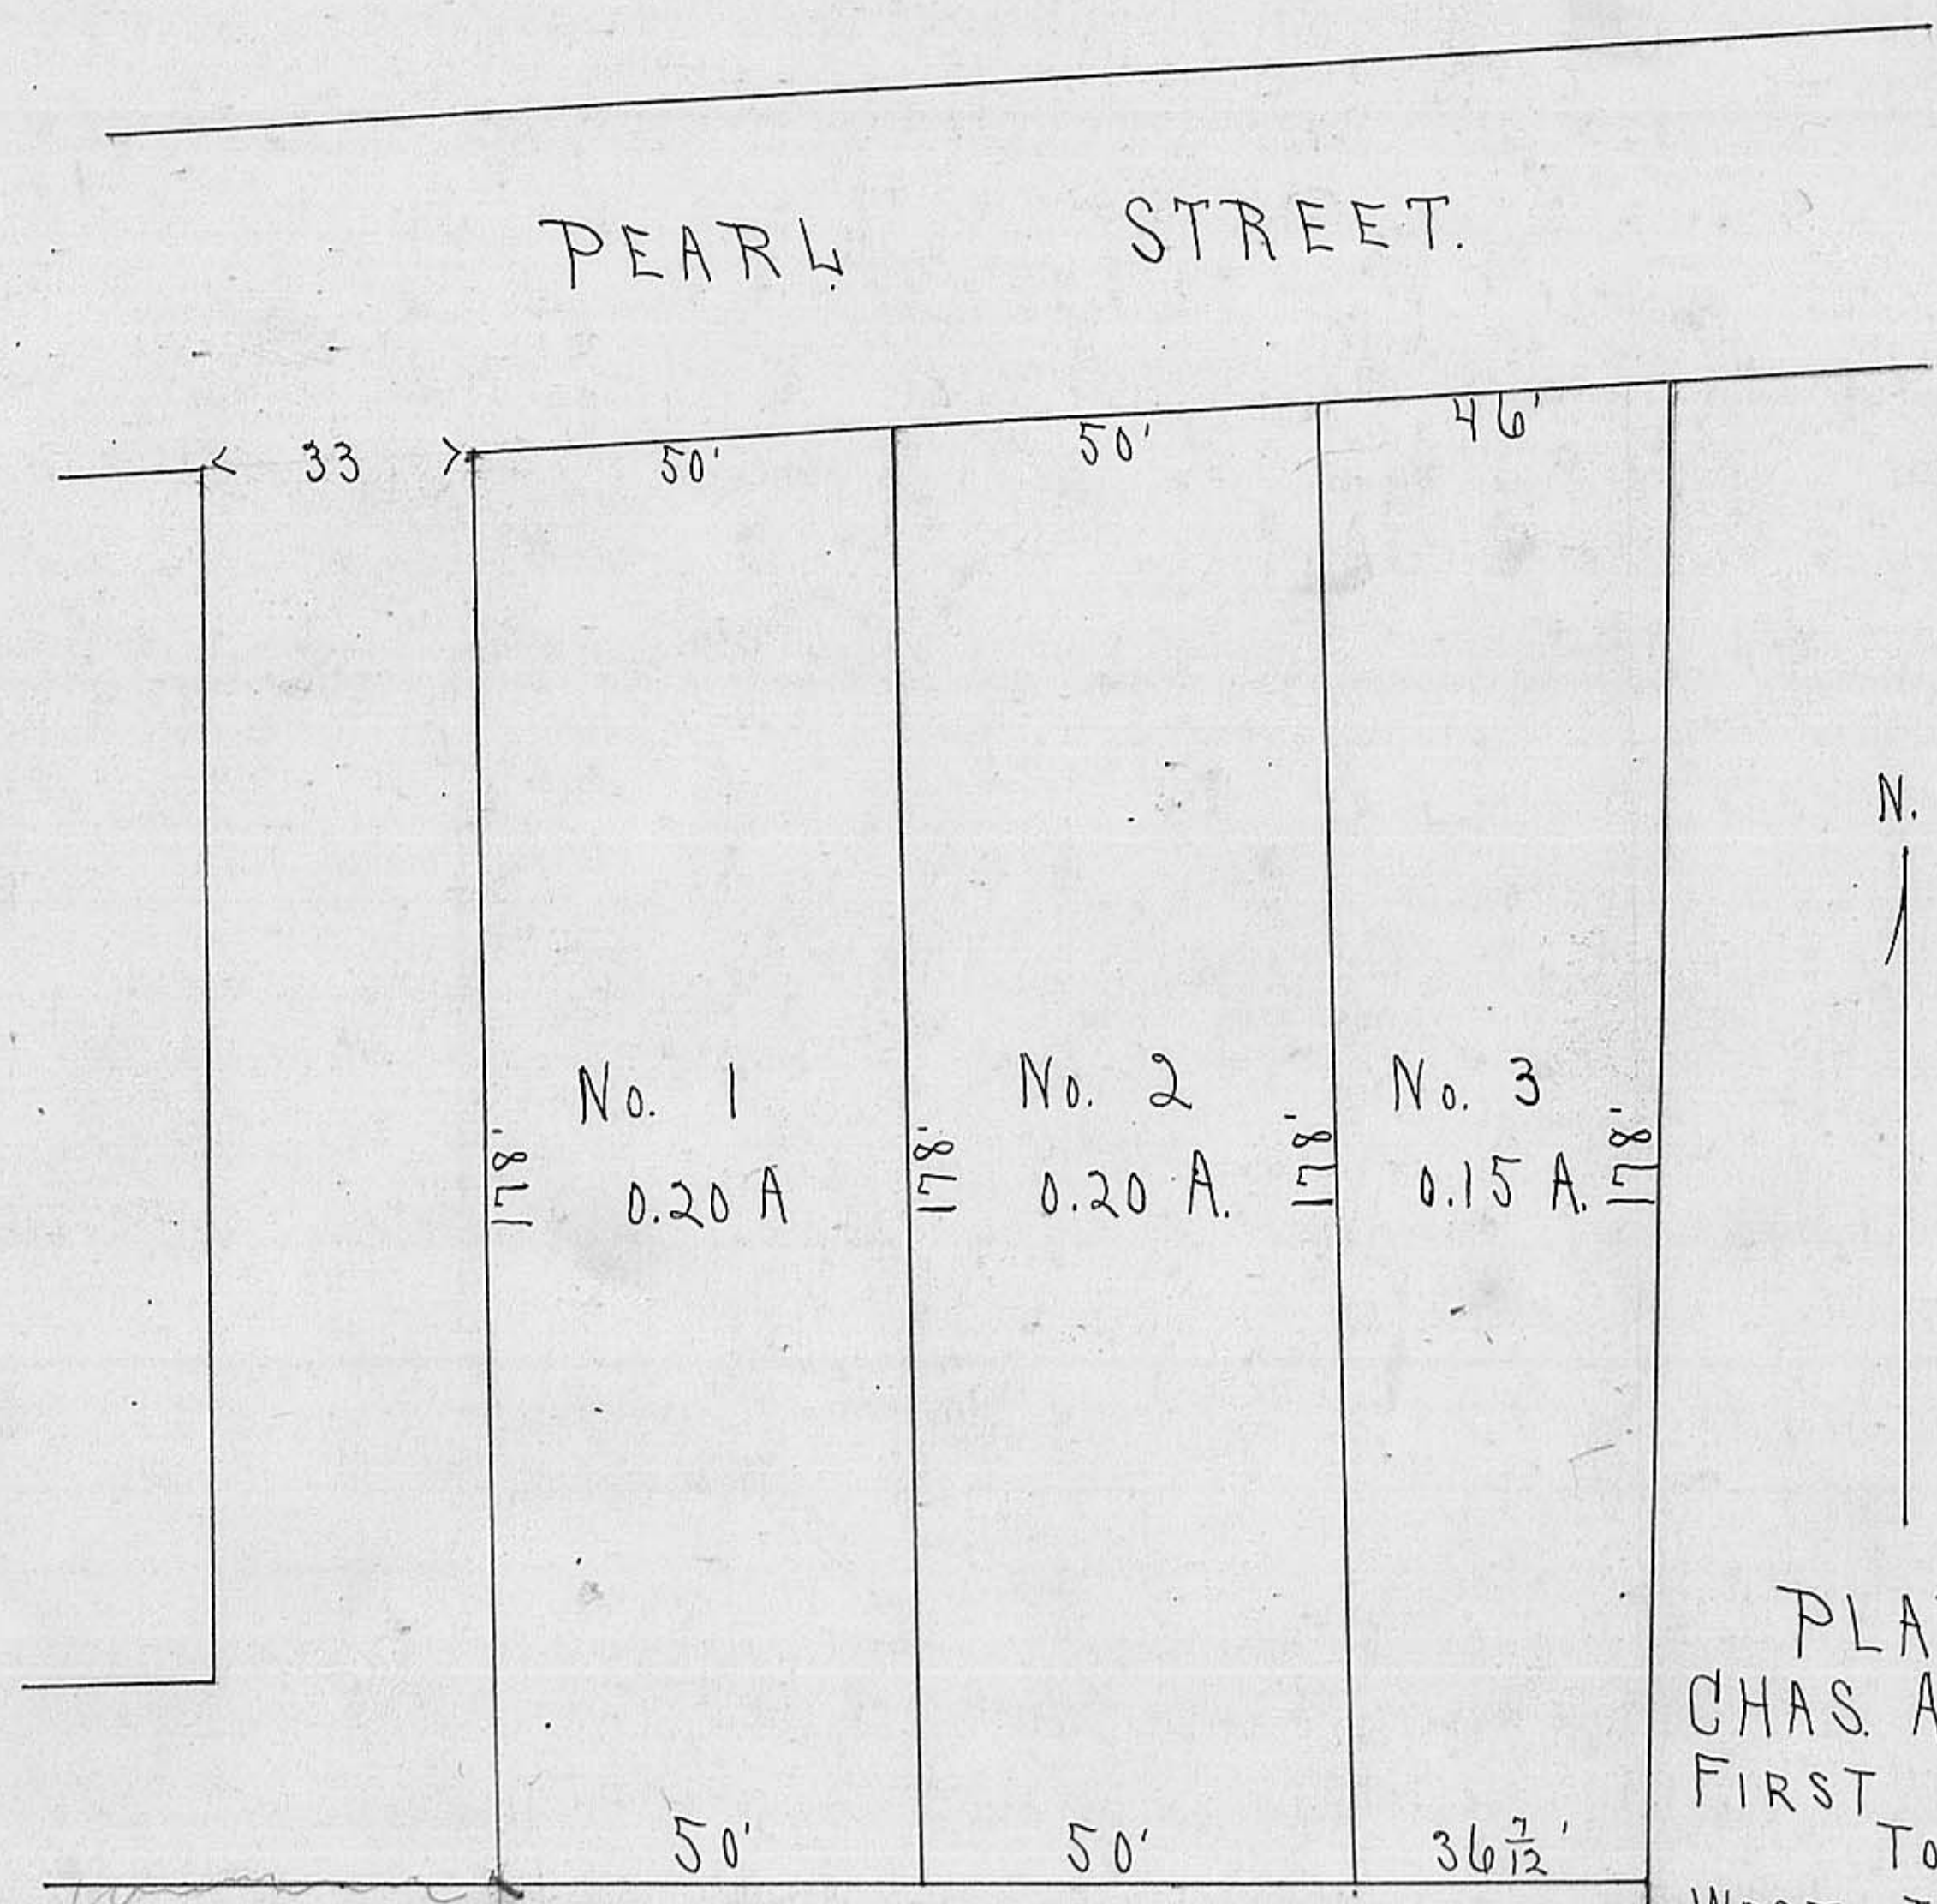 PEARL STREET.
< 33 >
50'
50'
46'
N.
No. 1
0.20 A
No. 2
0.20 A.
No. 3
0.15 A.
178'
178'
178'
178'
50'
50'
36 7/12'
PLA
CHAS. A
FIRST
TO